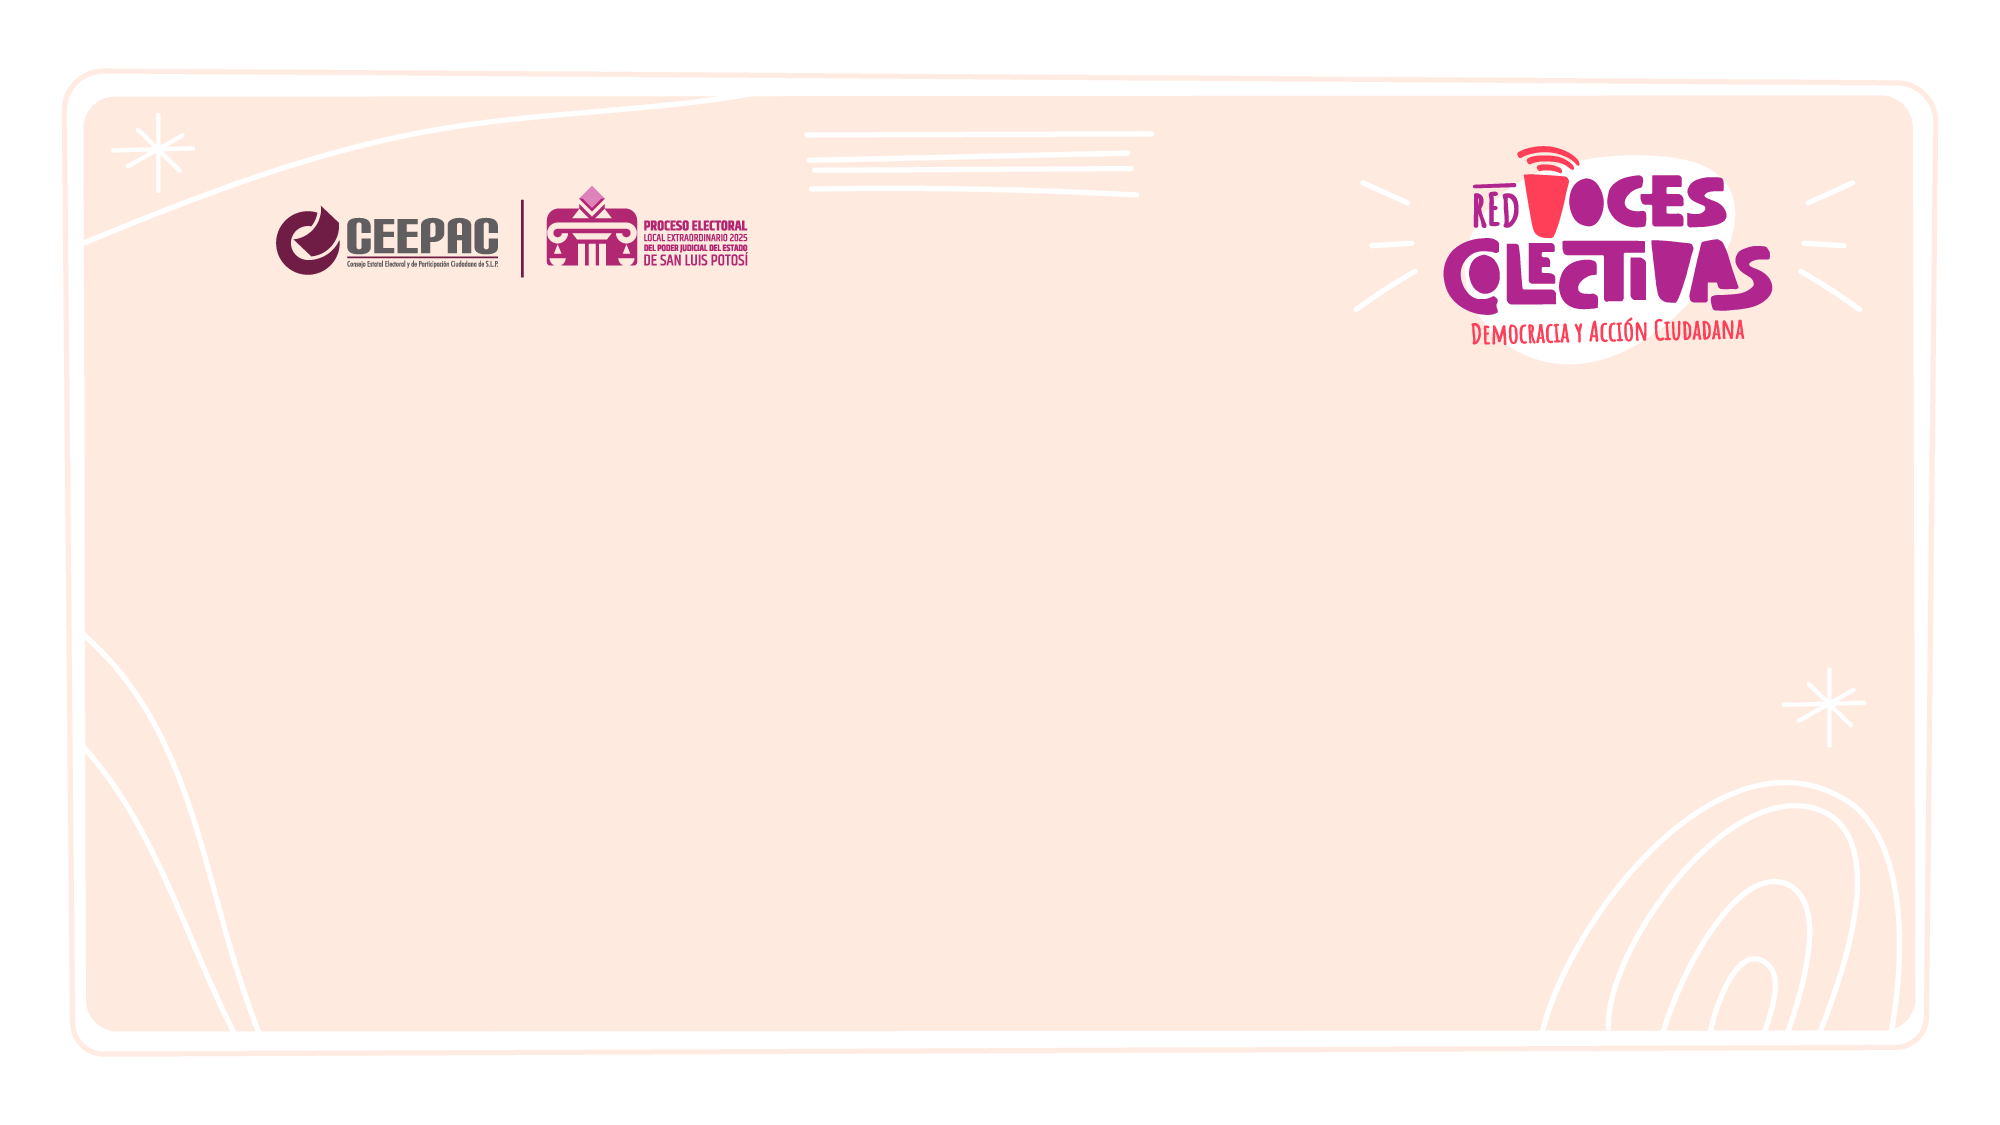 CEEPAC
Consejo Estatal Electoral y de Participación Ciudadana de S.L.P.
PROCESO ELECTORAL
LOCAL EXTRAORDINARIO 2025
DEL PODER JUDICIAL DEL ESTADO
DE SAN LUIS POTOSÍ
RED VOCES
COLECTIVAS
DEMOCRACIA Y ACCIÓN CIUDADANA